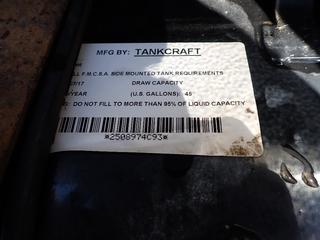 MFG BY: TANKCRAFT
LL F.M.C.S.A. SIDE MOUNTED TANK REQUIREMENTS
/17 DRAW CAPACITY
YEAR (U.S. GALLONS): 45
DO NOT FILL TO MORE THAN 95% OF LIQUID CAPACITY
*2508974C93*